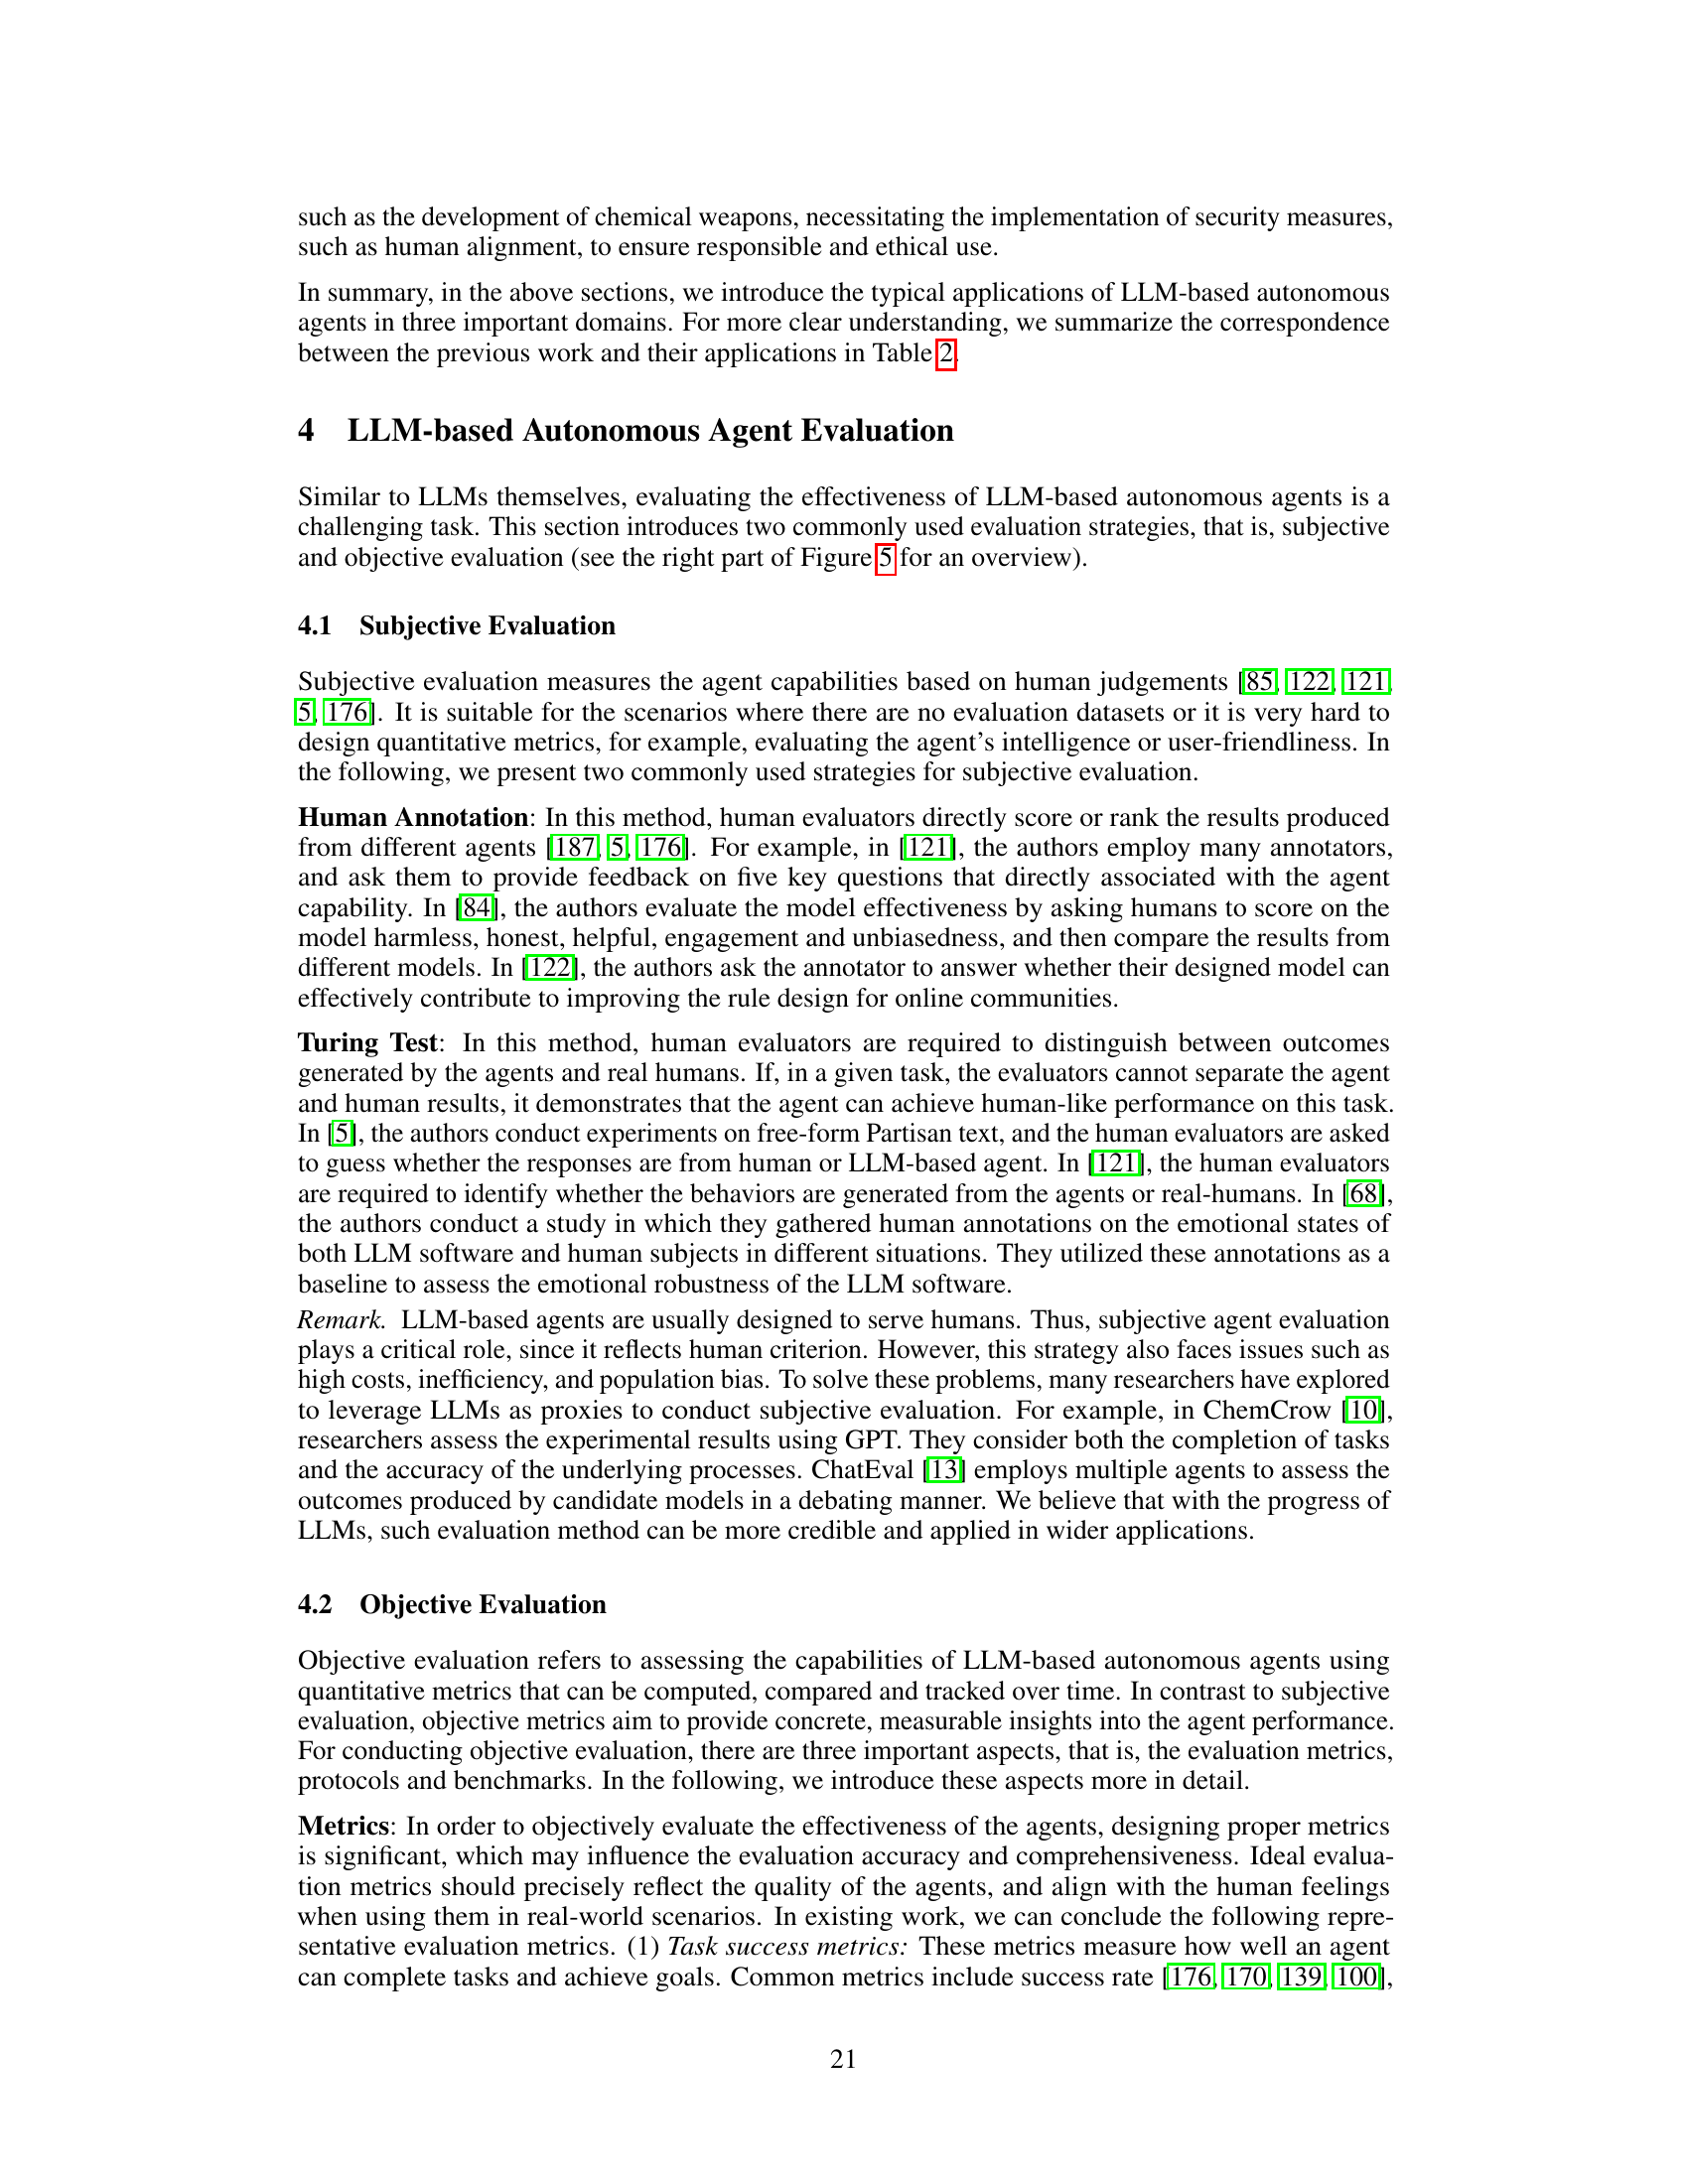 such as the development of chemical weapons, necessitating the implementation of security measures,
such as human alignment, to ensure responsible and ethical use.
In summary, in the above sections, we introduce the typical applications of LLM-based autonomous
agents in three important domains. For more clear understanding, we summarize the correspondence
between the previous work and their applications in Table 2.
4 LLM-based Autonomous Agent Evaluation
Similar to LLMs themselves, evaluating the effectiveness of LLM-based autonomous agents is a
challenging task. This section introduces two commonly used evaluation strategies, that is, subjective
and objective evaluation (see the right part of Figure 5 for an overview).
4.1 Subjective Evaluation
Subjective evaluation measures the agent capabilities based on human judgements [85, 122, 121,
5, 176]. It is suitable for the scenarios where there are no evaluation datasets or it is very hard to
design quantitative metrics, for example, evaluating the agent's intelligence or user-friendliness. In
the following, we present two commonly used strategies for subjective evaluation.
Human Annotation: In this method, human evaluators directly score or rank the results produced
from different agents [187, 5, 176]. For example, in [121], the authors employ many annotators,
and ask them to provide feedback on five key questions that directly associated with the agent
capability. In [84], the authors evaluate the model effectiveness by asking humans to score on the
model harmless, honest, helpful, engagement and unbiasedness, and then compare the results from
different models. In [122], the authors ask the annotator to answer whether their designed model can
effectively contribute to improving the rule design for online communities.
Turing Test: In this method, human evaluators are required to distinguish between outcomes
generated by the agents and real humans. If, in a given task, the evaluators cannot separate the agent
and human results, it demonstrates that the agent can achieve human-like performance on this task.
In [5], the authors conduct experiments on free-form Partisan text, and the human evaluators are asked
to guess whether the responses are from human or LLM-based agent. In [121], the human evaluators
are required to identify whether the behaviors are generated from the agents or real-humans. In [68],
the authors conduct a study in which they gathered human annotations on the emotional states of
both LLM software and human subjects in different situations. They utilized these annotations as a
baseline to assess the emotional robustness of the LLM software.
Remark. LLM-based agents are usually designed to serve humans. Thus, subjective agent evaluation
plays a critical role, since it reflects human criterion. However, this strategy also faces issues such as
high costs, inefficiency, and population bias. To solve these problems, many researchers have explored
to leverage LLMs as proxies to conduct subjective evaluation. For example, in ChemCrow [10],
researchers assess the experimental results using GPT. They consider both the completion of tasks
and the accuracy of the underlying processes. ChatEval [13] employs multiple agents to assess the
outcomes produced by candidate models in a debating manner. We believe that with the progress of
LLMs, such evaluation method can be more credible and applied in wider applications.
4.2 Objective Evaluation
Objective evaluation refers to assessing the capabilities of LLM-based autonomous agents using
quantitative metrics that can be computed, compared and tracked over time. In contrast to subjective
evaluation, objective metrics aim to provide concrete, measurable insights into the agent performance.
For conducting objective evaluation, there are three important aspects, that is, the evaluation metrics,
protocols and benchmarks. In the following, we introduce these aspects more in detail.
Metrics: In order to objectively evaluate the effectiveness of the agents, designing proper metrics
is significant, which may influence the evaluation accuracy and comprehensiveness. Ideal evalua-
tion metrics should precisely reflect the quality of the agents, and align with the human feelings
when using them in real-world scenarios. In existing work, we can conclude the following repre-
sentative evaluation metrics. (1) Task success metrics: These metrics measure how well an agent
can complete tasks and achieve goals. Common metrics include success rate [176, 170, 139, 100],
21